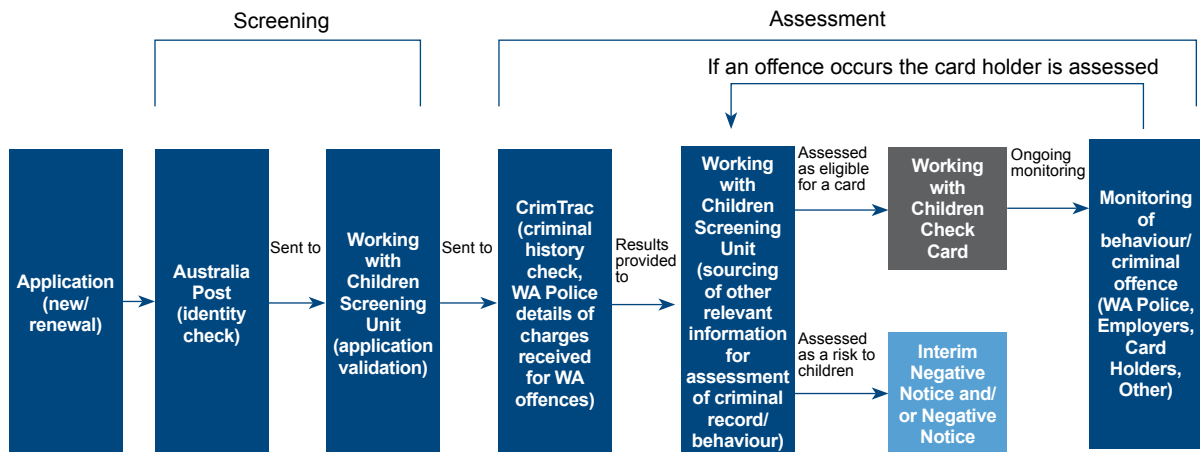 Screening
Assessment
If an offence occurs the card holder is assessed
Application
(new/
renewal)
Australia
Post
(identity
check)
Sent to
Working
with
Children
Screening
Unit
(application
validation)
Sent to
CrimTrac
(criminal
history
check,
WA Police
details of
charges
received
for WA
offences)
Results
provided
to
Working
with
Children
Screening
Unit
(sourcing
of other
relevant
information
for
assessment
of criminal
record/
behaviour)
Assessed
as eligible
for a card
Working
with
Children
Check
Card
Ongoing
monitoring
Assessed
as a risk to
children
Interim
Negative
Notice and/
or Negative
Notice
Monitoring
of
behaviour/
criminal
offence
(WA Police,
Employers,
Card
Holders,
Other)